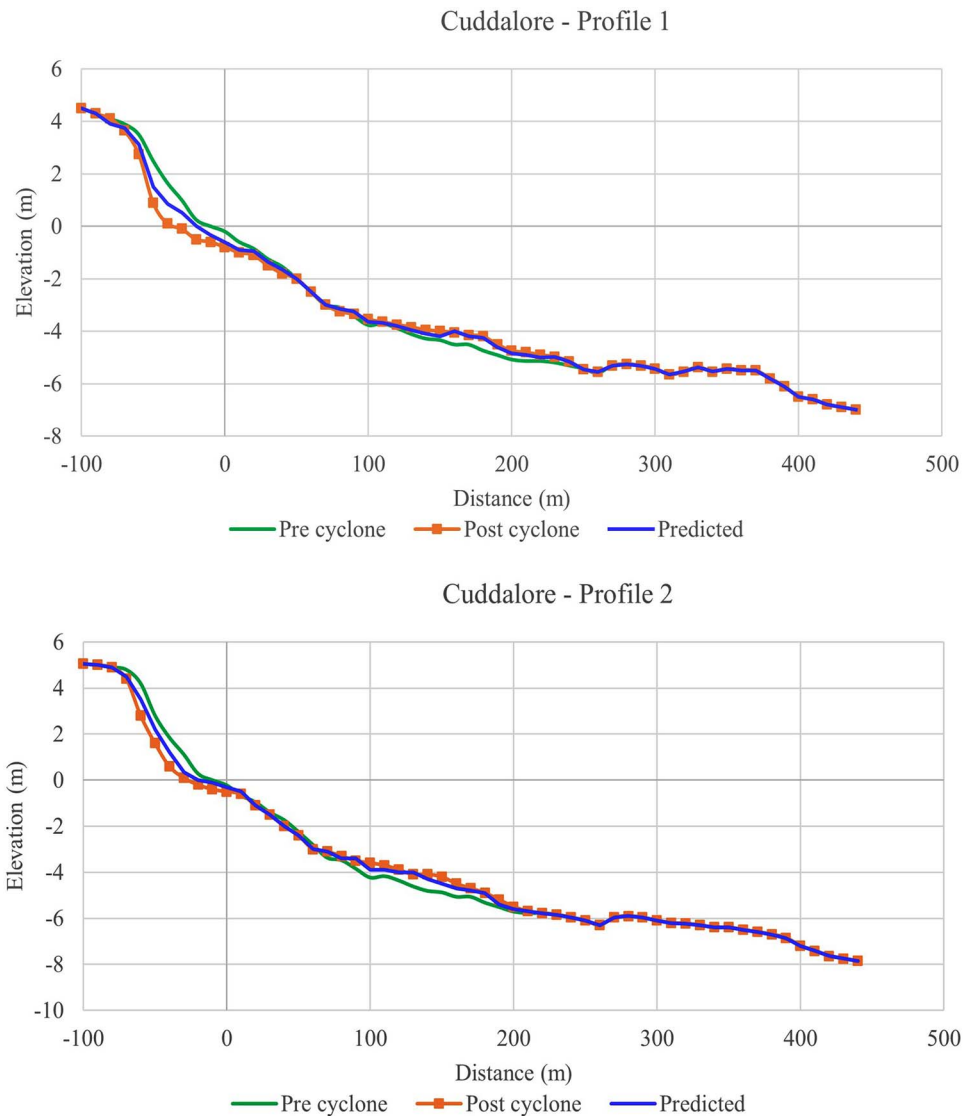 Cuddalore - Profile 1
6
4
2
0
-2
-4
-6
-8
Elevation (m)
-100 0 100 200 300 400 500
Distance (m)
Pre cyclone Post cyclone Predicted
Cuddalore - Profile 2
6
4
2
0
-2
-4
-6
-8
-10
Elevation (m)
-100 0 100 200 300 400 500
Distance (m)
Pre cyclone Post cyclone Predicted